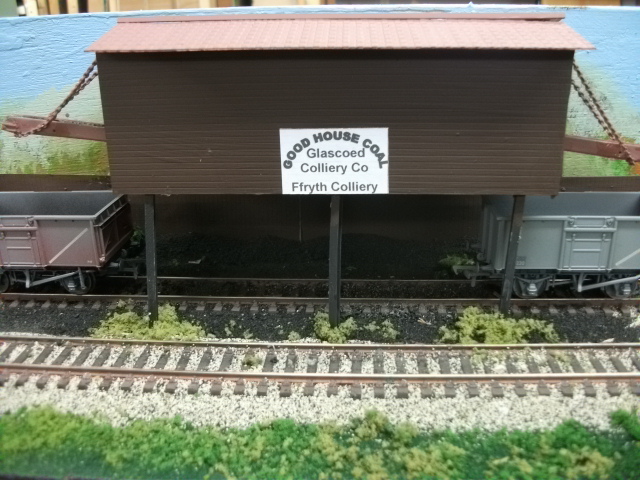 GOOD HOUSE COAL
Glascoed
Colliery Co
Ffryth Colliery